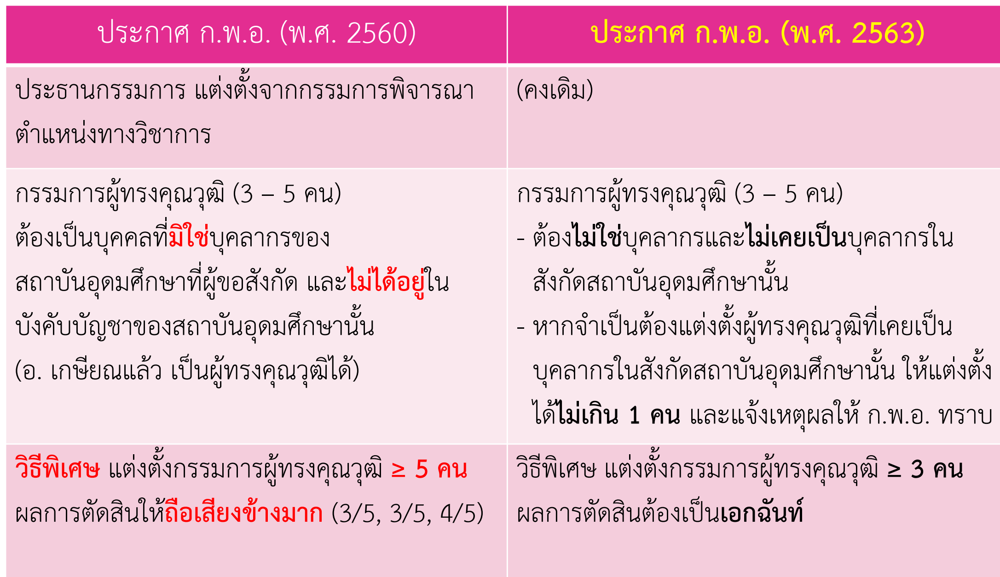 ประกาศ ก.พ.อ. (พ.ศ. 2560)
ประกาศ ก.พ.อ. (พ.ศ. 2563)
ประธานกรรมการ แต่งตั้งจากกรรมการพิจารณา
ตำแหน่งทางวิชาการ
(คงเดิม)
กรรมการผู้ทรงคุณวุฒิ (3 – 5 คน)
ต้องเป็นบุคคลที่มิใช่บุคลากรของ
สถาบันอุดมศึกษาที่ผู้ขอสังกัด และไม่ได้อยู่ใน
บังคับบัญชาของสถาบันอุดมศึกษานั้น
(อ. เกษียณแล้ว เป็นผู้ทรงคุณวุฒิได้)
กรรมการผู้ทรงคุณวุฒิ (3 – 5 คน)
- ต้องไม่ใช่บุคลากรและไม่เคยเป็นบุคลากรใน
สังกัดสถาบันอุดมศึกษานั้น
- หากจำเป็นต้องแต่งตั้งผู้ทรงคุณวุฒิที่เคยเป็น
บุคลากรในสังกัดสถาบันอุดมศึกษานั้น ให้แต่งตั้ง
ได้ไม่เกิน 1 คน และแจ้งเหตุผลให้ ก.พ.อ. ทราบ
วิธีพิเศษ แต่งตั้งกรรมการผู้ทรงคุณวุฒิ ≥ 5 คน
ผลการตัดสินให้ถือเสียงข้างมาก (3/5, 3/5, 4/5)
วิธีพิเศษ แต่งตั้งกรรมการผู้ทรงคุณวุฒิ ≥ 3 คน
ผลการตัดสินต้องเป็นเอกฉันท์